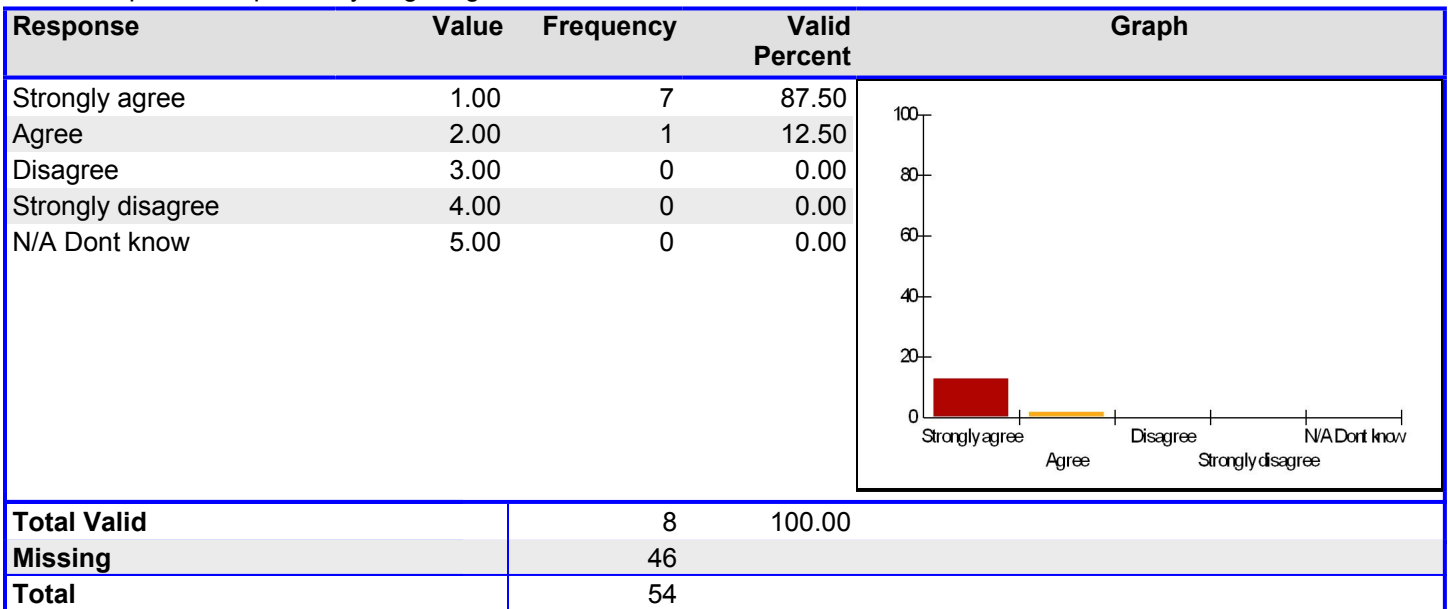 Response Value Frequency Valid Percent Graph
Strongly agree 1.00 7 87.50
Agree 2.00 1 12.50
Disagree 3.00 0 0.00
Strongly disagree 4.00 0 0.00
N/A Dont know 5.00 0 0.00
100
80
60
40
20
0
Strongly agree Disagree N/A Dont know
Agree Strongly disagree
Total Valid 8 100.00
Missing 46
Total 54